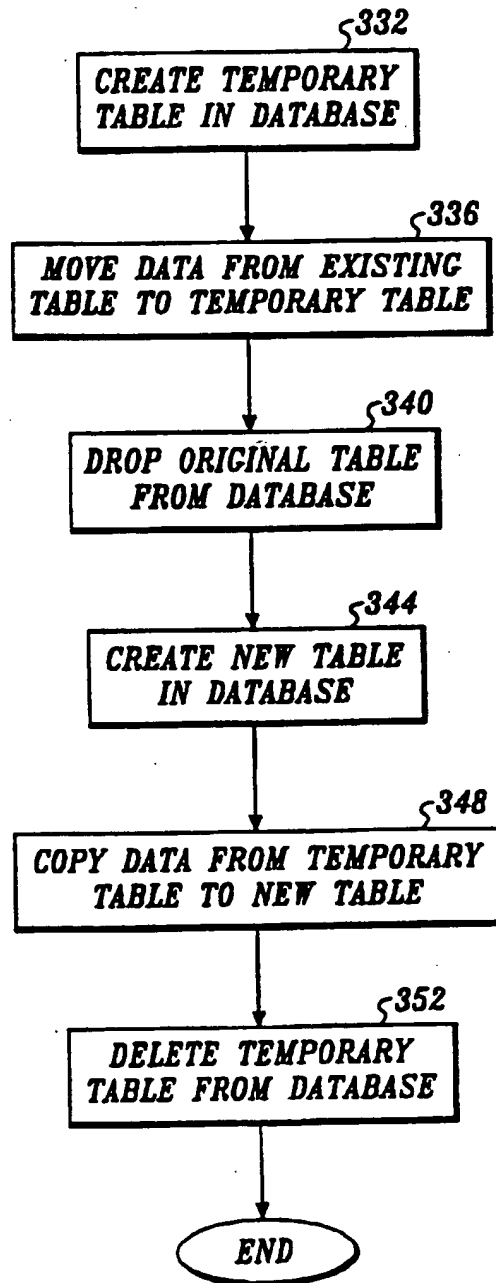 332
CREATE TEMPORARY
TABLE IN DATABASE
336
MOVE DATA FROM EXISTING
TABLE TO TEMPORARY TABLE
340
DROP ORIGINAL TABLE
FROM DATABASE
344
CREATE NEW TABLE
IN DATABASE
348
COPY DATA FROM TEMPORARY
TABLE TO NEW TABLE
352
DELETE TEMPORARY
TABLE FROM DATABASE
END